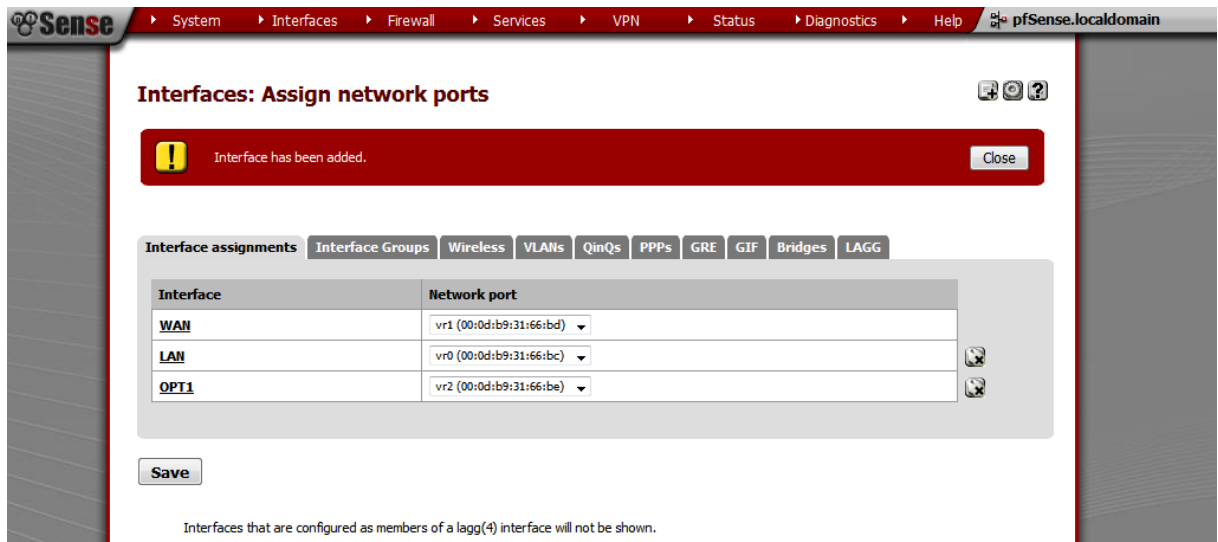 Sense System Interfaces Firewall Services VPN Status Diagnostics Help pfSense.localdomain
Interfaces: Assign network ports
Interface has been added. Close
Interface assignments Interface Groups Wireless VLANs QinQs PPPs GRE GIF Bridges LAGG
Interface Network port
WAN vr1 (00:0d:b9:31:66:bd)
LAN vr0 (00:0d:b9:31:66:bc)
OPT1 vr2 (00:0d:b9:31:66:be)
Save
Interfaces that are configured as members of a lagg(4) interface will not be shown.